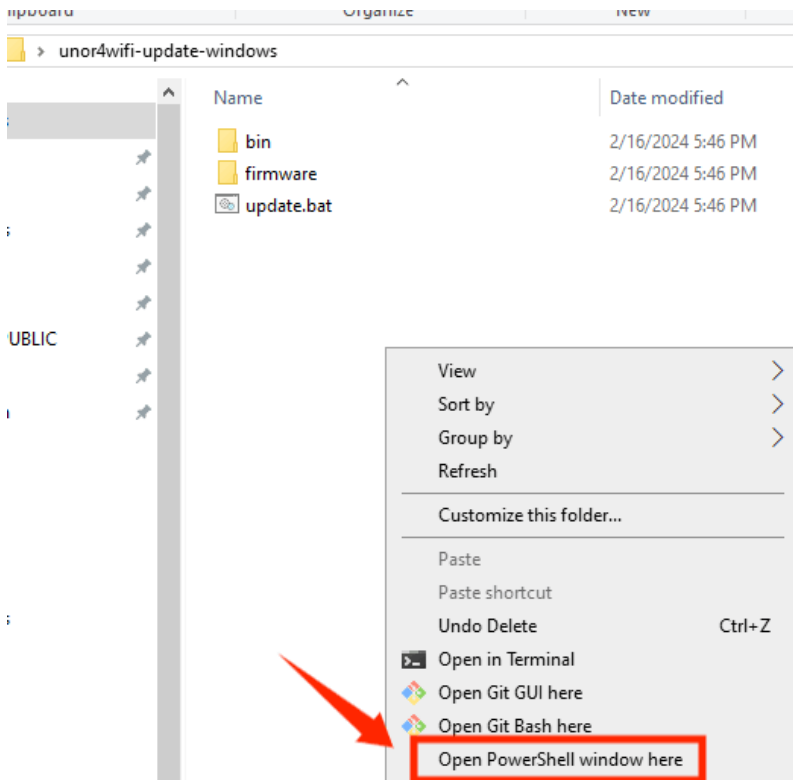 Organize
New
unor4wifi-update-windows
Name
Date modified
bin
2/16/2024 5:46 PM
firmware
2/16/2024 5:46 PM
update.bat
2/16/2024 5:46 PM
View
Sort by
Group by
Refresh
Customize this folder...
Paste
Paste shortcut
Undo Delete
Ctrl+Z
Open in Terminal
Open Git GUI here
Open Git Bash here
Open PowerShell window here